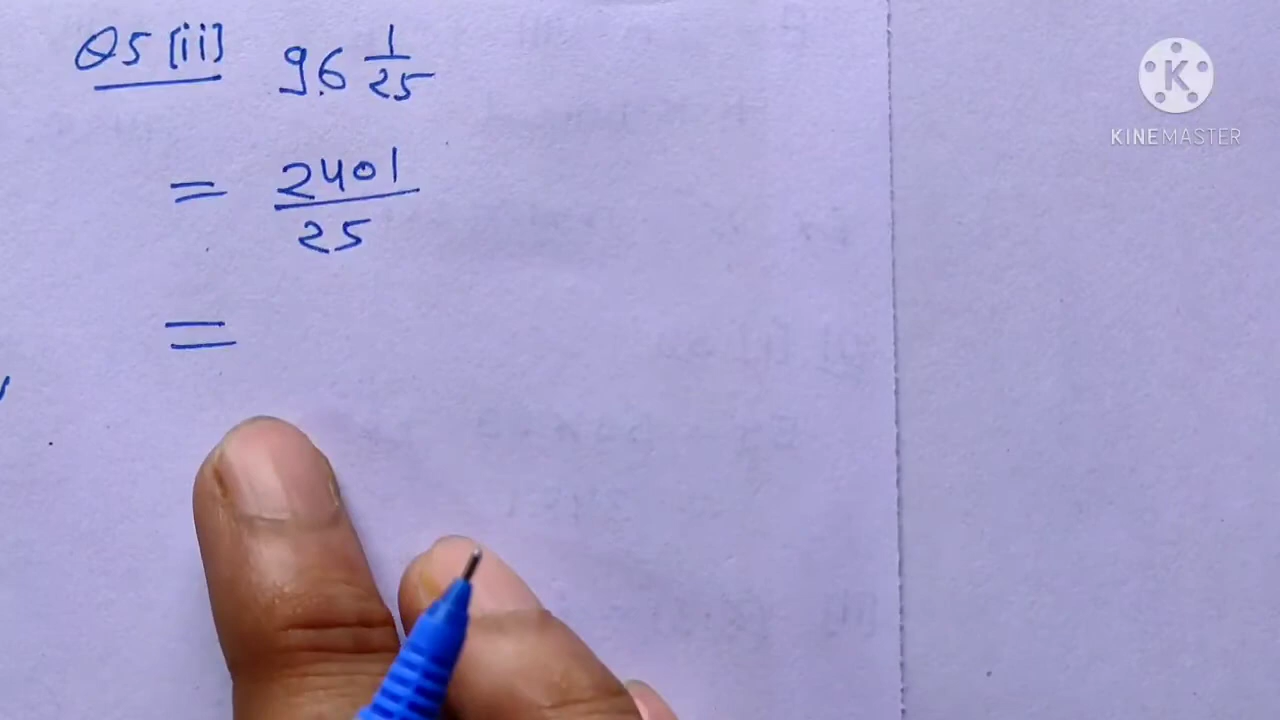 Q5 [ii] 96 1/25
= 2401/25
=
K
KINEMASTER